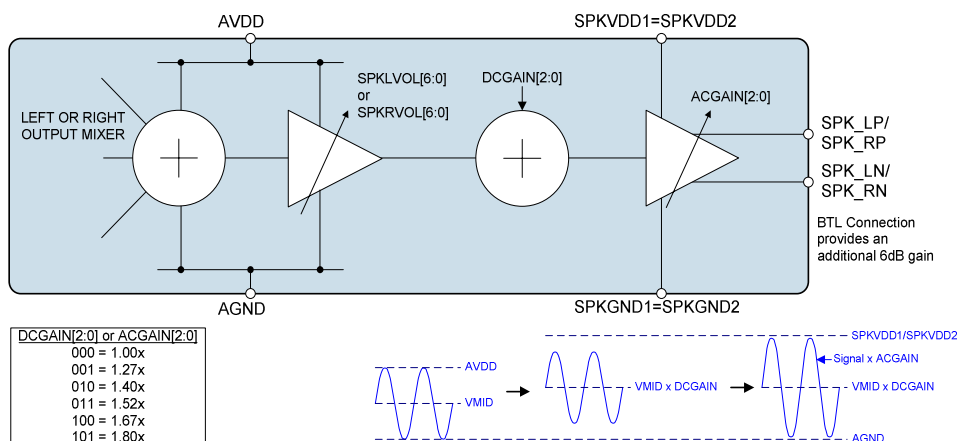 AVDD
SPKVDD1=SPKVDD2
SPKLVOL[6:0]
or
SPKRVOL[6:0]
DCGAIN[2:0]
ACGAIN[2:0]
LEFT OR RIGHT
OUTPUT MIXER
SPK_LP/
SPK_RP
SPK_LN/
SPK_RN
BTL Connection
provides an
additional 6dB gain
AGND
SPKGND1=SPKGND2
DCGAIN[2:0] or ACGAIN[2:0]
000 = 1.00x
001 = 1.27x
010 = 1.40x
011 = 1.52x
100 = 1.67x
101 = 1.80x
AVDD
VMID
VMID x DCGAIN
SPKVDD1/SPKVDD2
Signal x ACGAIN
VMID x DCGAIN
AGND